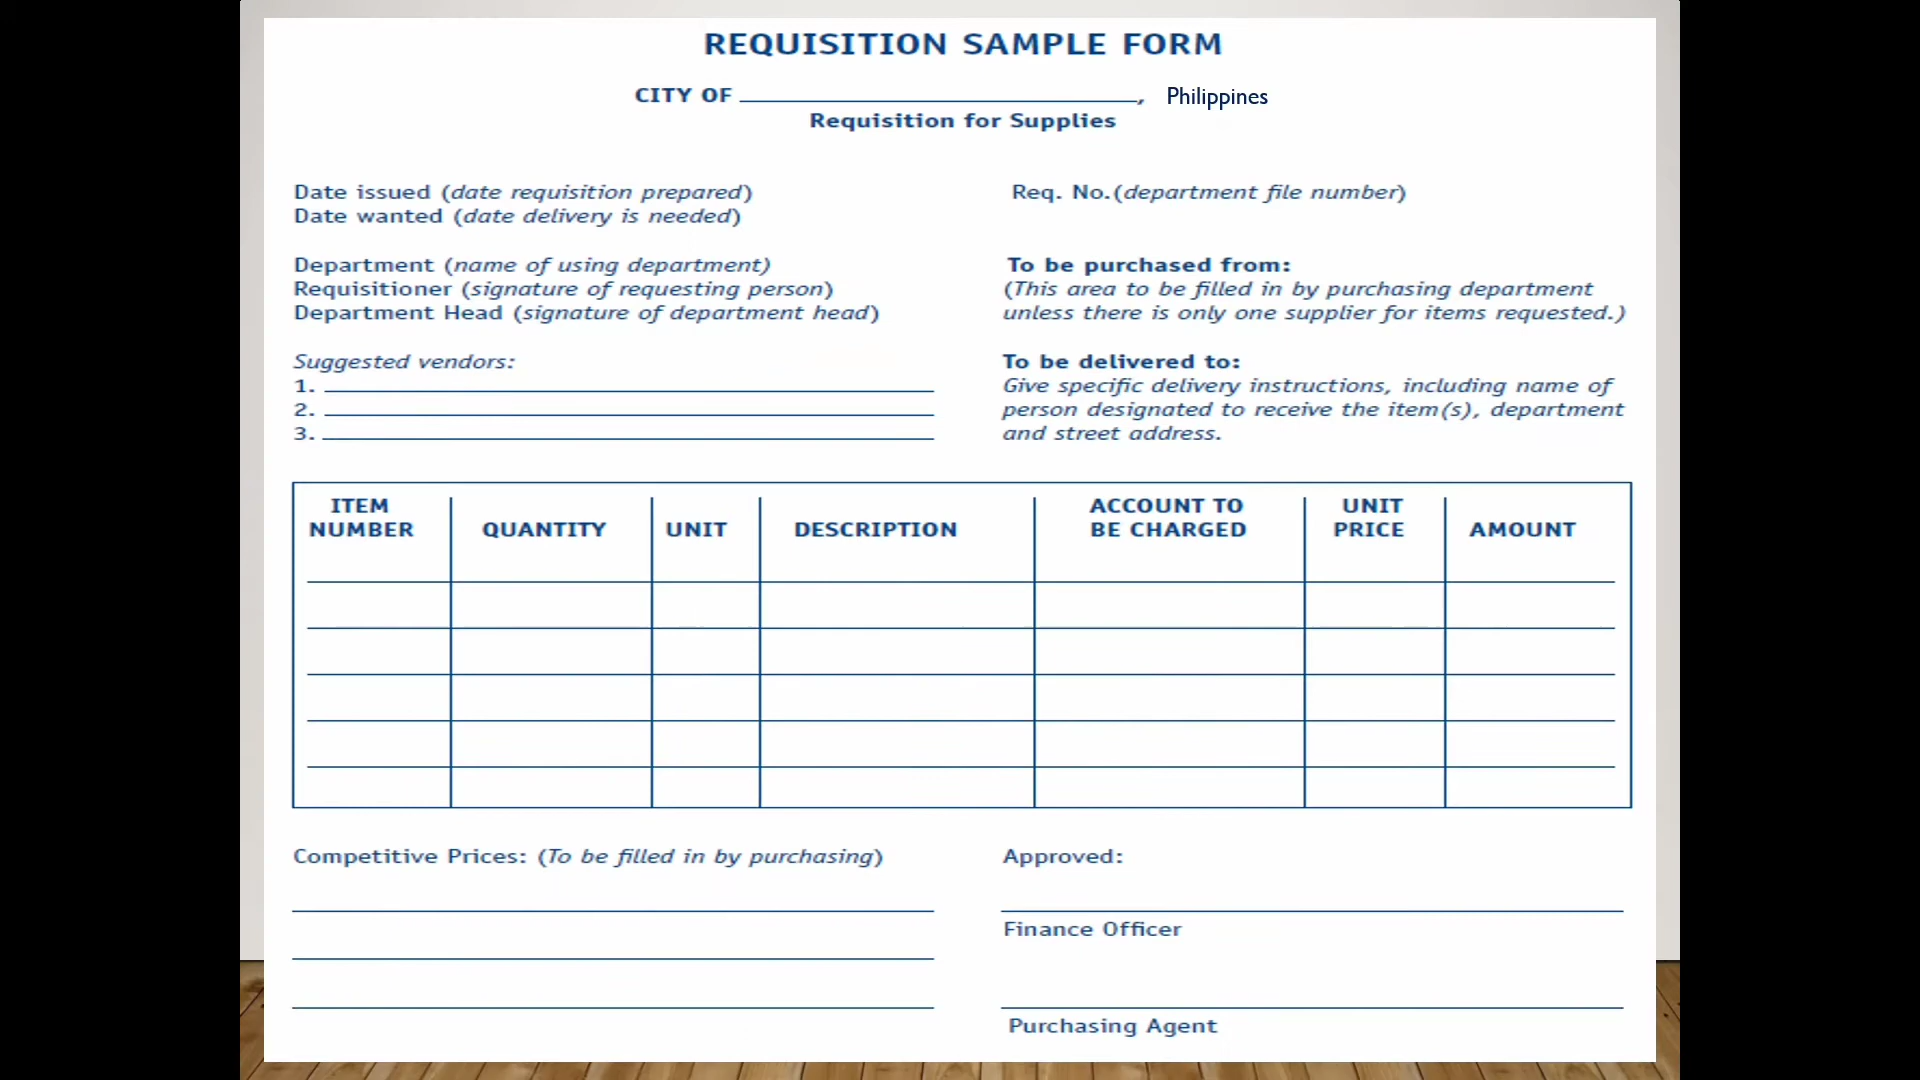 REQUISITION SAMPLE FORM
CITY OF ____________________, Philippines
Requisition for Supplies
Date issued (date requisition prepared)
Date wanted (date delivery is needed)
Req. No.(department file number)
Department (name of using department)
Requisitioner (signature of requesting person)
Department Head (signature of department head)
To be purchased from:
(This area to be filled in by purchasing department
unless there is only one supplier for items requested.)
Suggested vendors:
1. ____________________
2. ____________________
3. ____________________
To be delivered to:
Give specific delivery instructions, including name of
person designated to receive the item(s), department
and street address.
ITEM NUMBER QUANTITY UNIT DESCRIPTION ACCOUNT TO BE CHARGED UNIT PRICE AMOUNT
Competitive Prices: (To be filled in by purchasing)
Approved:
Finance Officer
Purchasing Agent